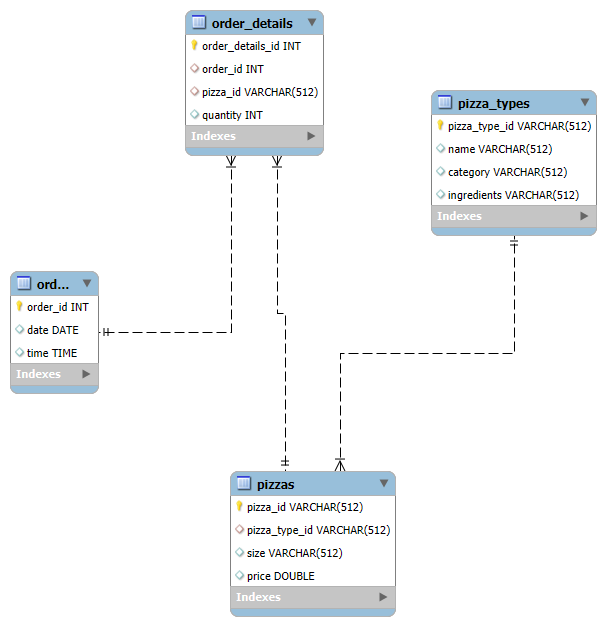 order_details
order_details_id INT
order_id INT
pizza_id VARCHAR(512)
quantity INT
Indexes
pizza_types
pizza_type_id VARCHAR(512)
name VARCHAR(512)
category VARCHAR(512)
ingredients VARCHAR(512)
Indexes
ord...
order_id INT
date DATE
time TIME
Indexes
pizzas
pizza_id VARCHAR(512)
pizza_type_id VARCHAR(512)
size VARCHAR(512)
price DOUBLE
Indexes